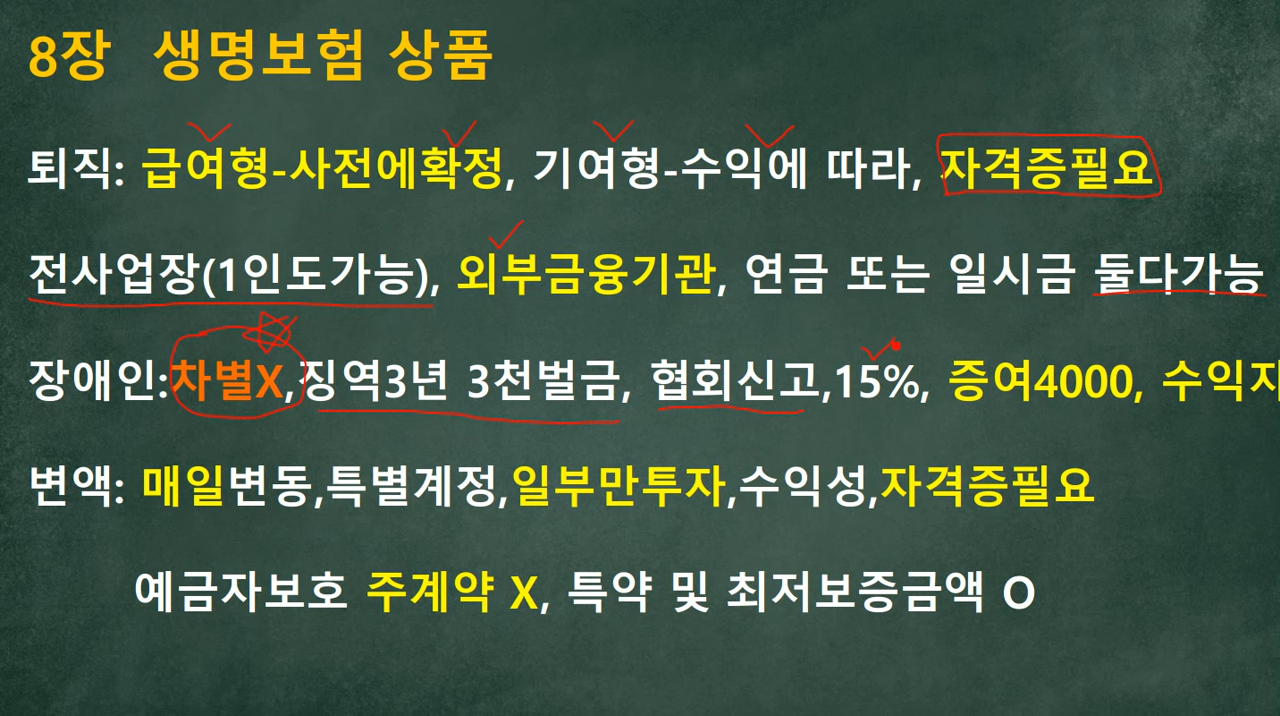 8장 생명보험 상품
퇴직: 급여형-사전에확정, 기여형-수익에 따라, 자격증필요
전사업장(1인도가능), 외부금융기관, 연금 또는 일시금 둘다가능
장애인:차별X,징역3년 3천벌금, 협회신고,15%, 증여4000, 수익자
변액: 매일변동,특별계정,일부만투자,수익성,자격증필요
예금자보호 주계약 X, 특약 및 최저보증금액 O